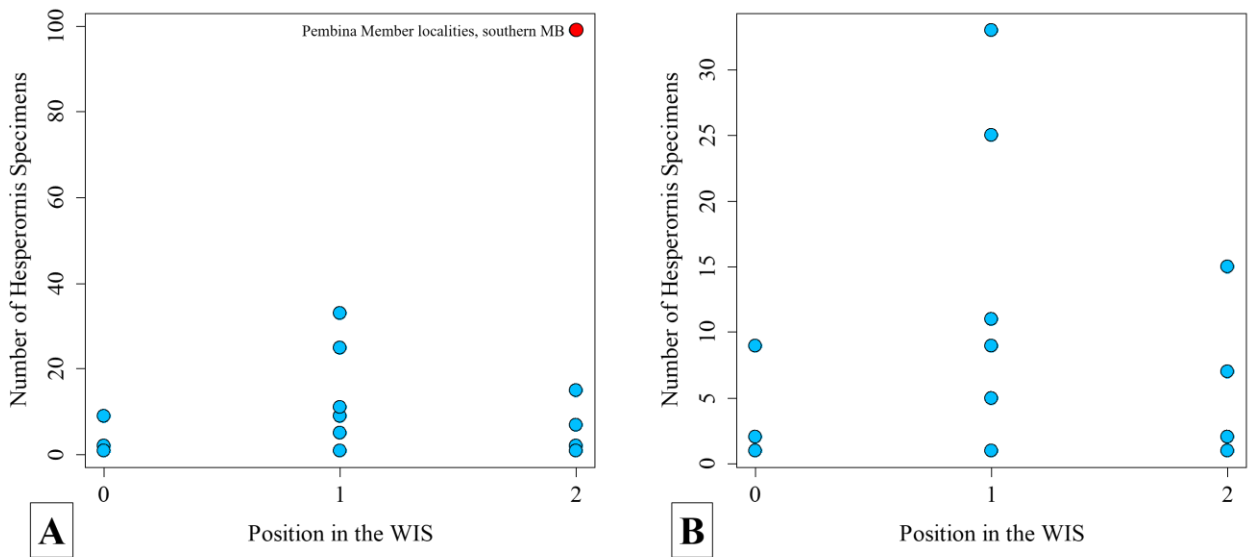 Number of Hesperornis Specimens
100
80
60
40
20
0
Pembina Member localities, southern MB
0 1 2
Position in the WIS
A
Number of Hesperornis Specimens
30
25
20
15
10
5
0
0 1 2
Position in the WIS
B